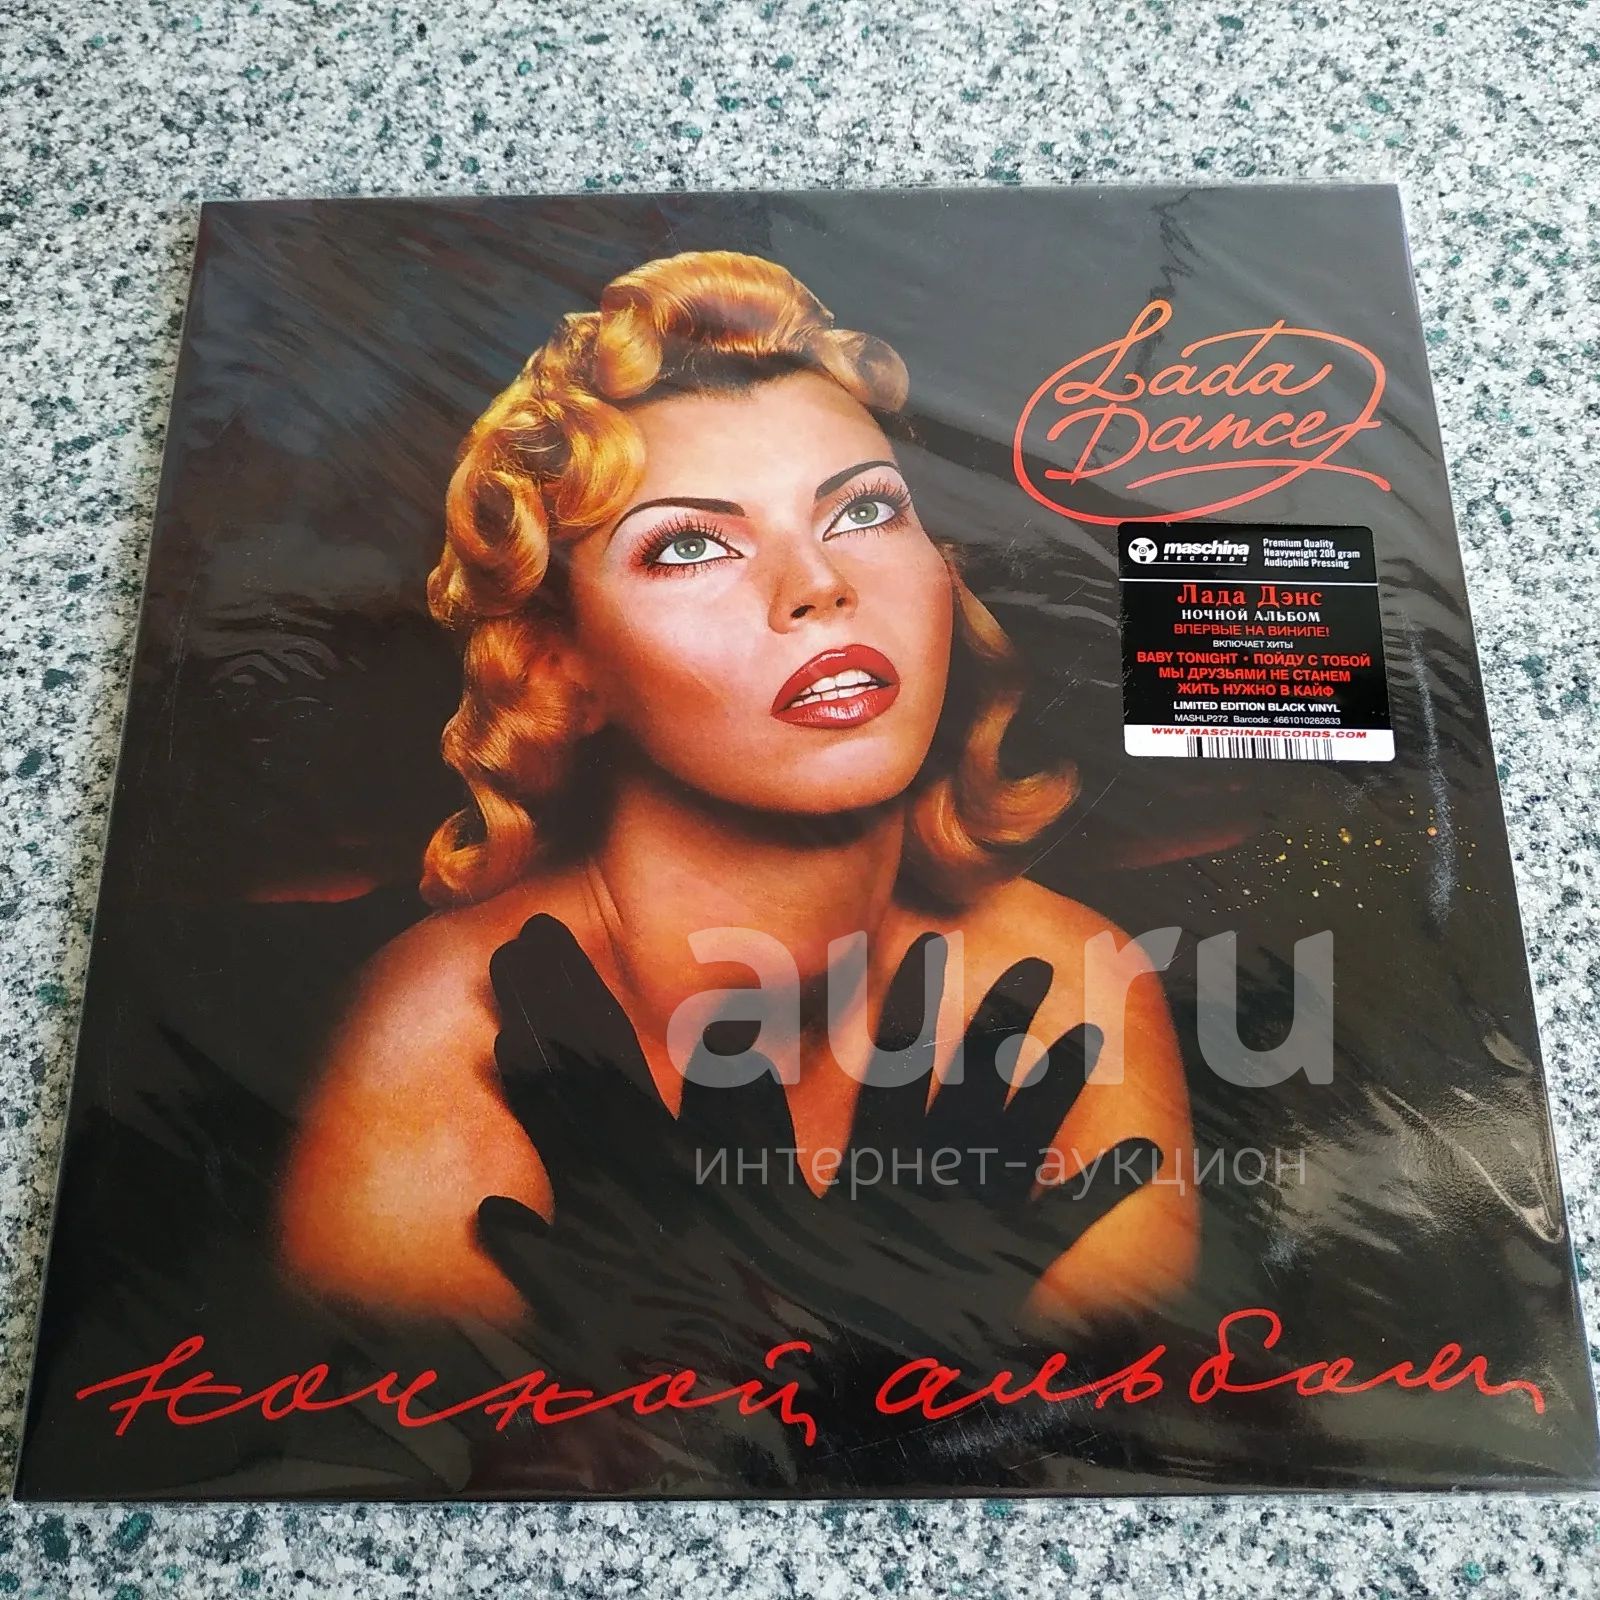 Lada
Dance
maschina
RECORDS
Premium Quality
Heavyweight 200 gram
Audiophile Pressing
Лада Дэнс
НОЧНОЙ АЛЬБОМ
ВПЕРВЫЕ НА ВИНИЛЕ!
ВКЛЮЧАЕТ ХИТЫ
BABY TONIGHT • ПОЙДУ С ТОБОЙ
МЫ ДРУЗЬЯМИ НЕ СТАНЕМ
ЖИТЬ НУЖНО В КАЙФ
LIMITED EDITION BLACK VINYL
MASHLP272 Barcode: 4661010262633
WWW.MASCHINARECORDS.COM
au.ru
интернет-аукцион
ночной альбом